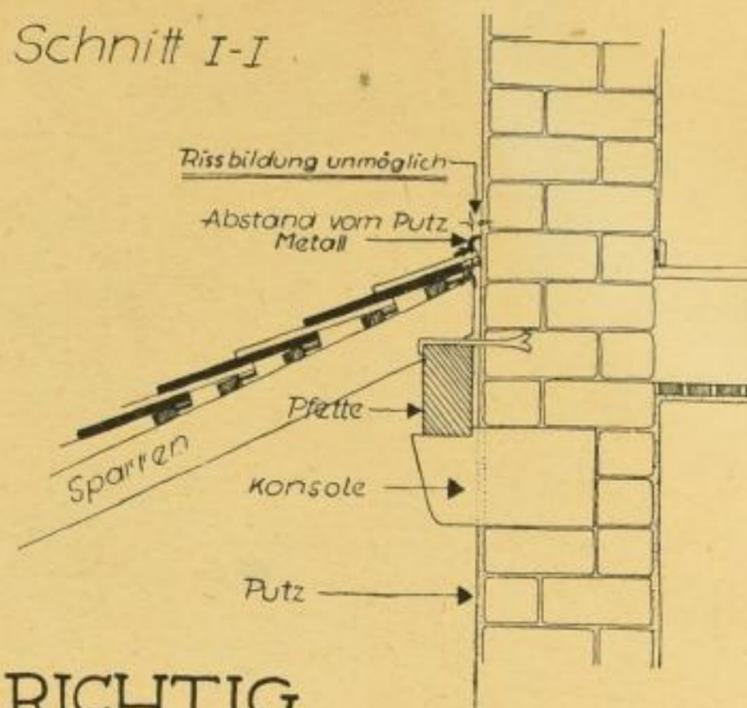 Schnitt I-I
Rissbildung unmöglich
Abstand vom Putz
Metall
Pfette
Sparren
Konsole
Putz
RICHTIG